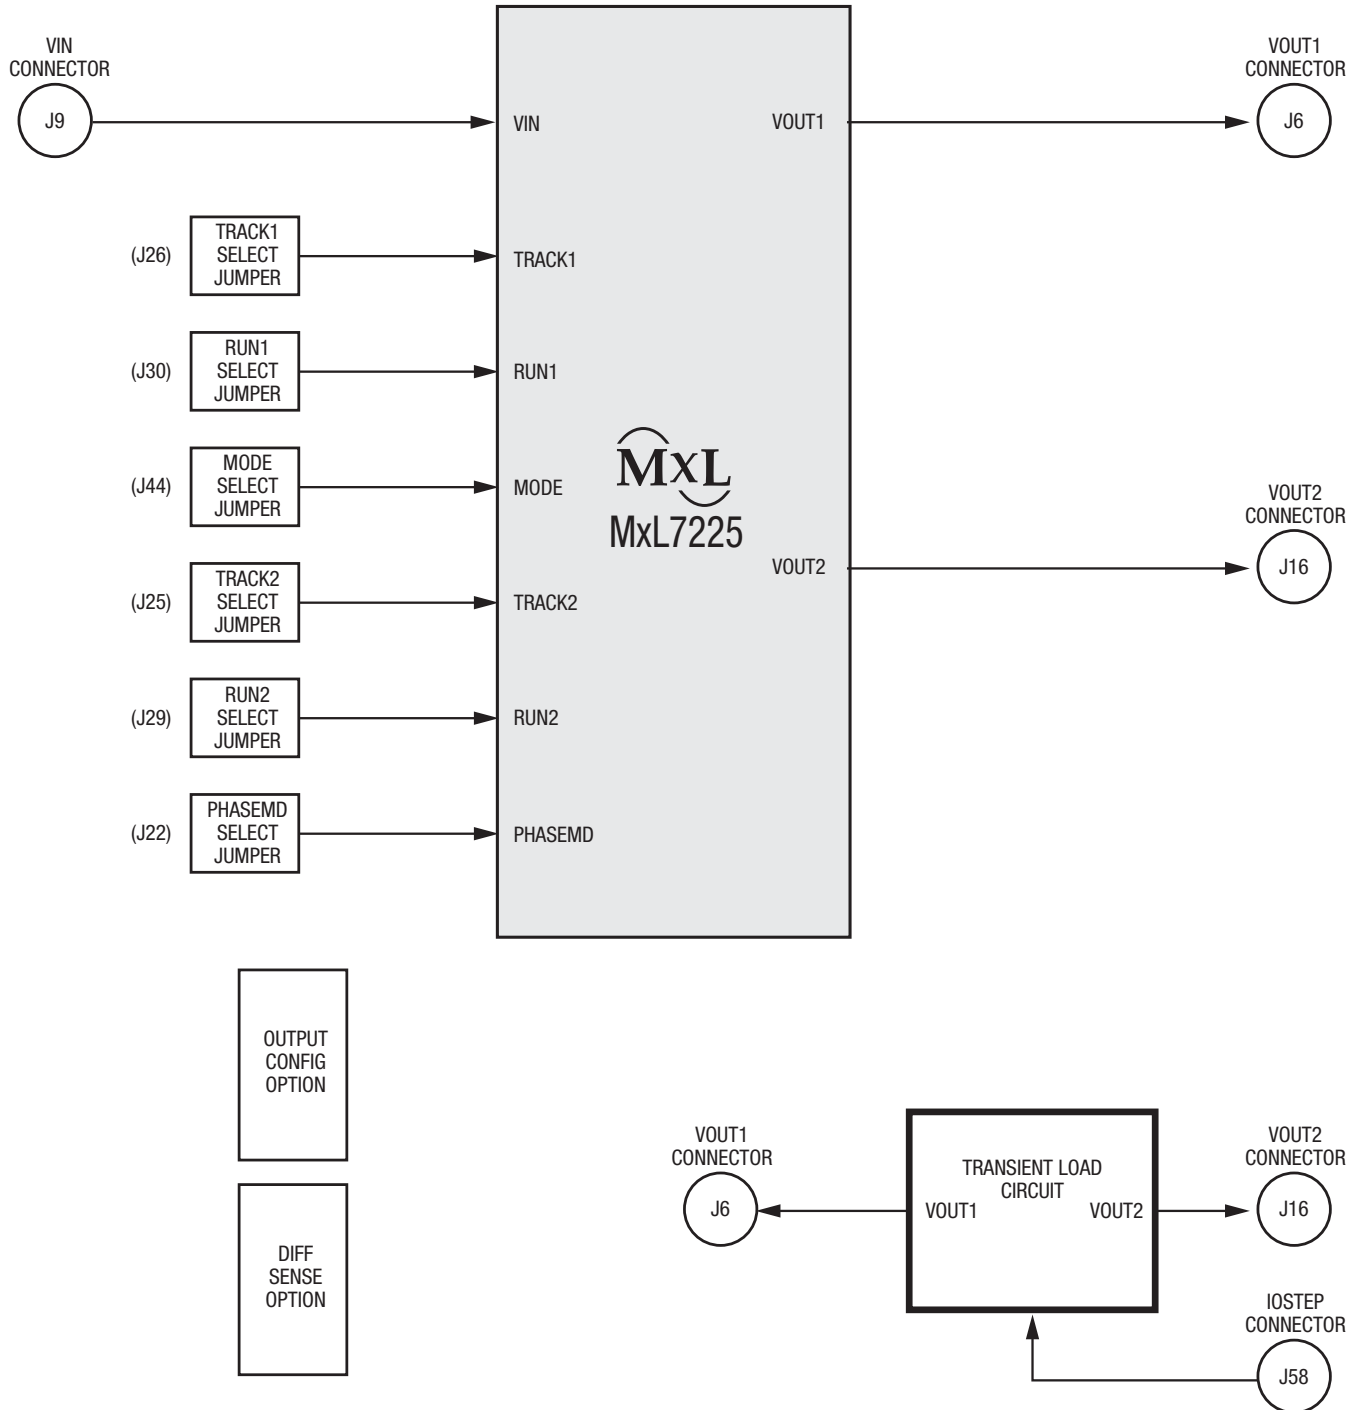 VIN
CONNECTOR
J9
VIN
VOUT1
VOUT1
CONNECTOR
J6
(J26)
TRACK1
SELECT
JUMPER
TRACK1
(J30)
RUN1
SELECT
JUMPER
RUN1
(J44)
MODE
SELECT
JUMPER
MODE
MXL
MxL7225
VOUT2
VOUT2
CONNECTOR
J16
(J25)
TRACK2
SELECT
JUMPER
TRACK2
(J29)
RUN2
SELECT
JUMPER
RUN2
(J22)
PHASEMD
SELECT
JUMPER
PHASEMD
OUTPUT
CONFIG
OPTION
DIFF
SENSE
OPTION
VOUT1
CONNECTOR
J6
TRANSIENT LOAD
CIRCUIT
VOUT1
VOUT2
VOUT2
CONNECTOR
J16
IOSTEP
CONNECTOR
J58